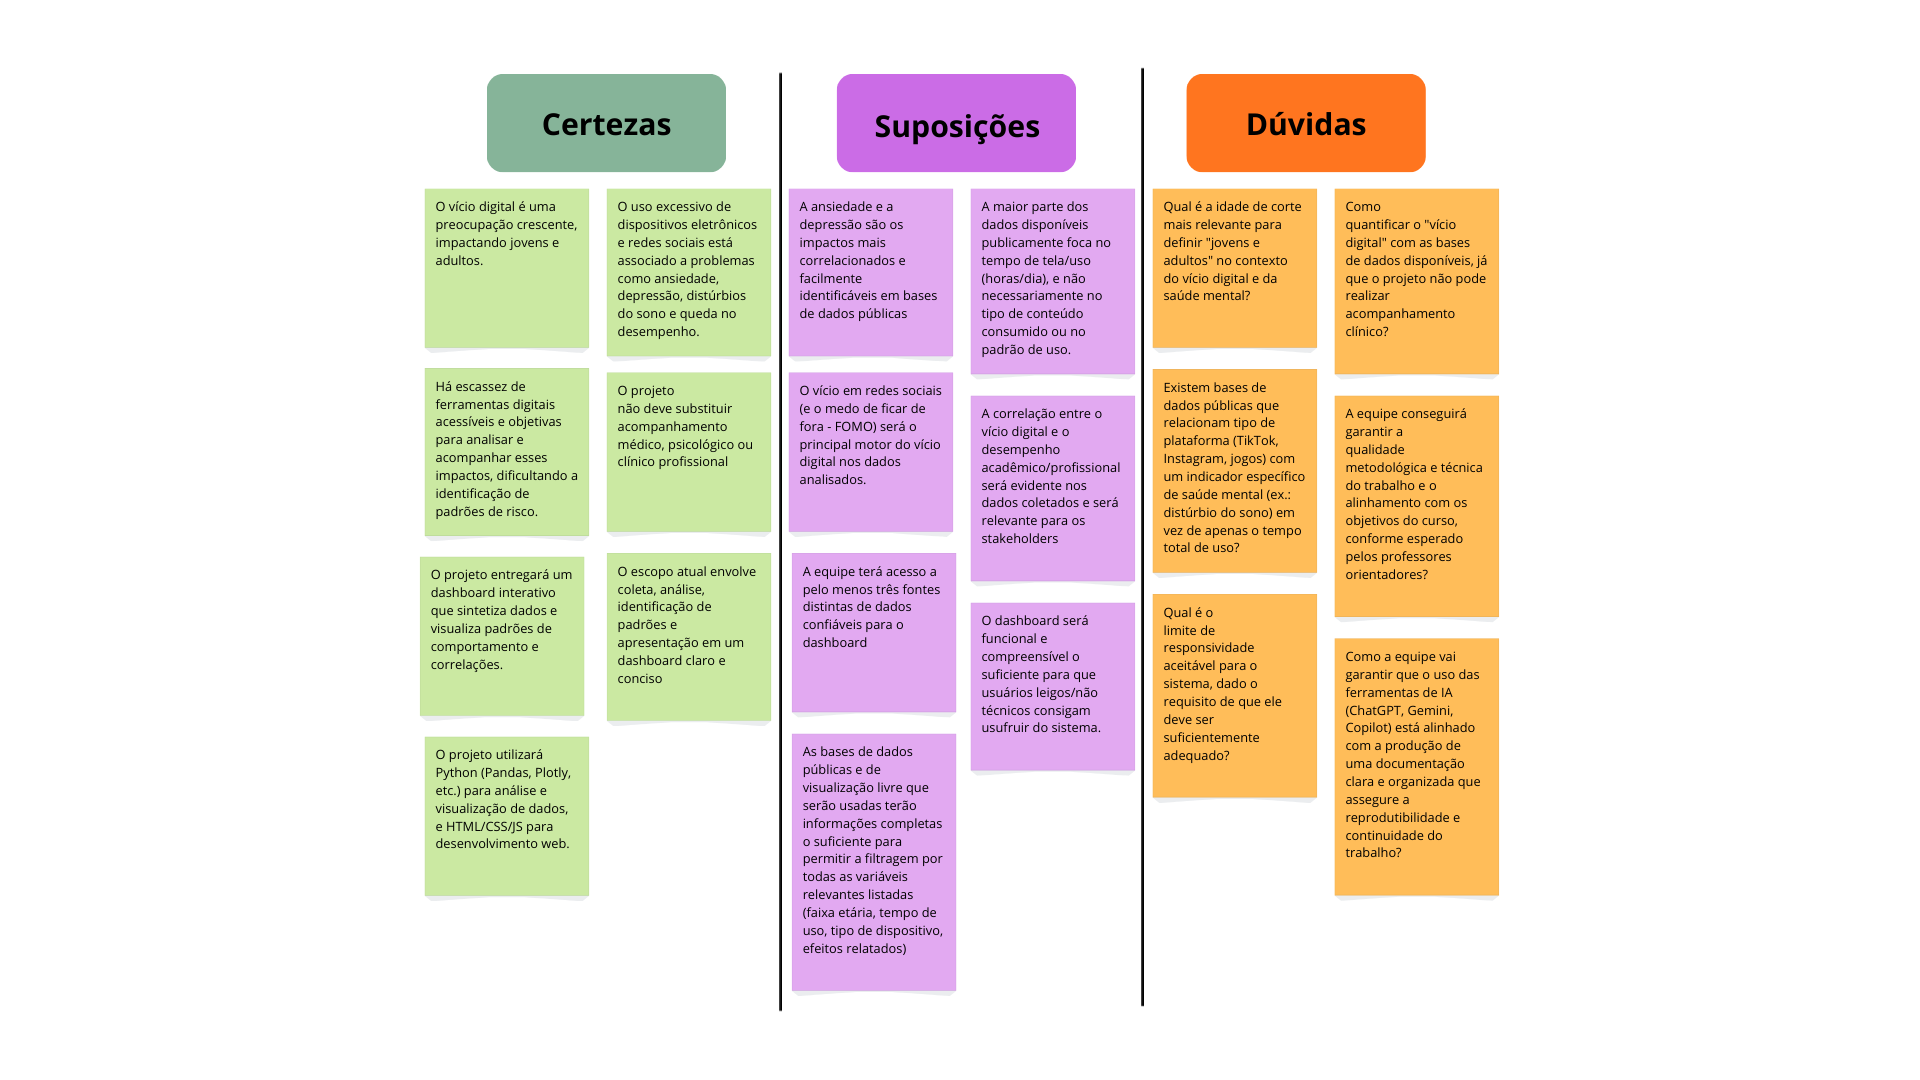 Certezas
O vício digital é uma
preocupação crescente,
impactando jovens e
adultos.
Há escassez de
ferramentas digitais
acessíveis e objetivas
para analisar e
acompanhar esses
impactos, dificultando a
identificação de
padrões de risco.
O projeto entregará um
dashboard interativo
que sintetiza dados e
visualiza padrões de
comportamento e
correlações.
O projeto utilizará
Python (Pandas, Plotly,
etc.) para análise e
visualização de dados,
e HTML/CSS/JS para
desenvolvimento web.
O uso excessivo de
dispositivos eletrônicos
e redes sociais está
associado a problemas
como ansiedade,
depressão, distúrbios
do sono e queda no
desempenho.
O projeto
não deve substituir
acompanhamento
médico, psicológico ou
clínico profissional
O escopo atual envolve
coleta, análise,
identificação de
padrões e
apresentação em um
dashboard claro e
conciso
Suposições
A ansiedade e a
depressão são os
impactos mais
correlacionados e
facilmente
identificáveis em bases
de dados públicas
O vício em redes sociais
(e o medo de ficar de
fora - FOMO) será o
principal motor do vício
digital nos dados
analisados.
A equipe terá acesso a
pelo menos três fontes
distintas de dados
confiáveis para o
dashboard
As bases de dados
públicas e de
visualização livre que
serão usadas terão
informações completas
o suficiente para
permitir a filtragem por
todas as variáveis
relevantes listadas
(faixa etária, tempo de
uso, tipo de dispositivo,
efeitos relatados)
A maior parte dos
dados disponíveis
publicamente foca no
tempo de tela/uso
(horas/dia), e não
necessariamente no
tipo de conteúdo
consumido ou no
padrão de uso.
A correlação entre o
vício digital e o
desempenho
acadêmico/profissional
será evidente nos
dados coletados e será
relevante para os
stakeholders
O dashboard será
funcional e
compreensível o
suficiente para que
usuários leigos/não
técnicos consigam
usufruir do sistema.
Dúvidas
Qual é a idade de corte
mais relevante para
definir "jovens e
adultos" no contexto
do vício digital e da
saúde mental?
Existem bases de
dados públicas que
relacionam tipo de
plataforma (TikTok,
Instagram, jogos) com
um indicador específico
de saúde mental (ex.:
distúrbio do sono) em
vez de apenas o tempo
total de uso?
Qual é o
limite de
responsividade
aceitável para o
sistema, dado o
requisito de que ele
deve ser
suficientemente
adequado?
Como
quantificar o "vício
digital" com as bases
de dados disponíveis, já
que o projeto não pode
realizar
acompanhamento
clínico?
A equipe conseguirá
garantir a
qualidade
metodológica e técnica
do trabalho e o
alinhamento com os
objetivos do curso,
conforme esperado
pelos professores
orientadores?
Como a equipe vai
garantir que o uso das
ferramentas de IA
(ChatGPT, Gemini,
Copilot) está alinhado
com a produção de
uma documentação
clara e organizada que
assegure a
reprodutibilidade e
continuidade do
trabalho?